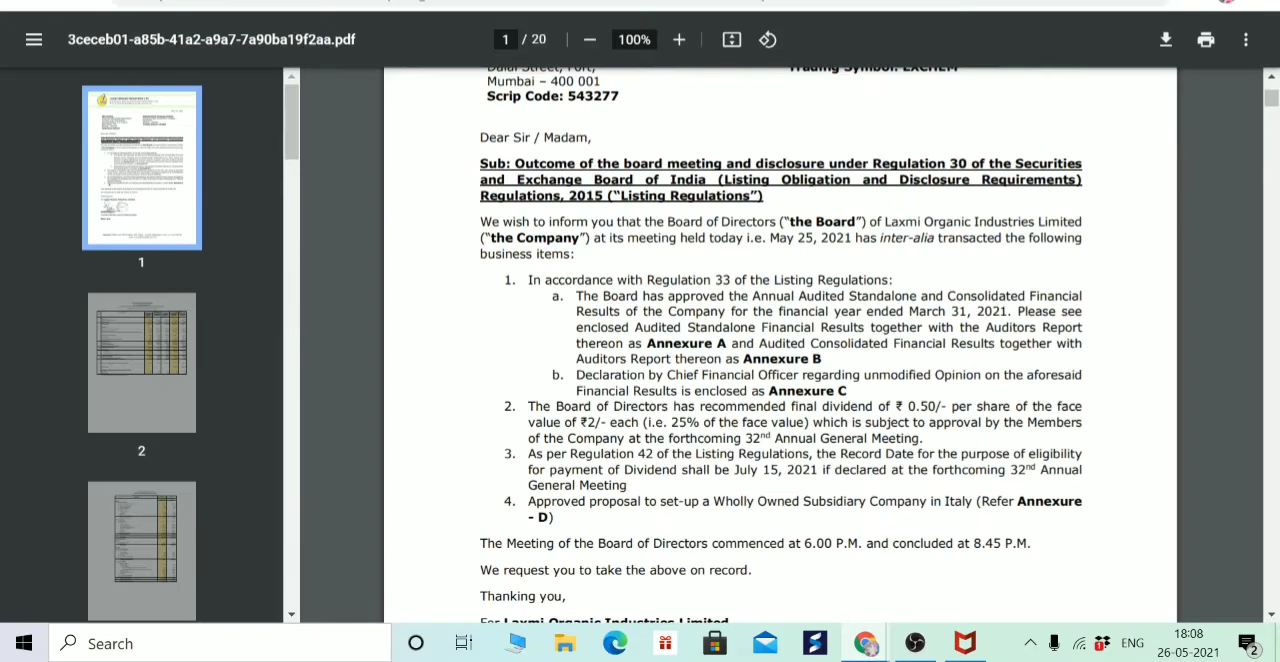 3ceceb01-a85b-41a2-a9a7-7a90ba19f2aa.pdf
1 / 20
100%
Mumbai – 400 001
Scrip Code: 543277
Dear Sir / Madam,
Sub: Outcome of the board meeting and disclosure under Regulation 30 of the Securities
and Exchange Board of India (Listing Obligation and Disclosure Requirements)
Regulations, 2015 (“Listing Regulations”)
We wish to inform you that the Board of Directors (“the Board”) of Laxmi Organic Industries Limited
(“the Company”) at its meeting held today i.e. May 25, 2021 has inter-alia transacted the following
business items:
1. In accordance with Regulation 33 of the Listing Regulations:
a. The Board has approved the Annual Audited Standalone and Consolidated Financial
Results of the Company for the financial year ended March 31, 2021. Please see
enclosed Audited Standalone Financial Results together with the Auditors Report
thereon as Annexure A and Audited Consolidated Financial Results together with
Auditors Report thereon as Annexure B
b. Declaration by Chief Financial Officer regarding unmodified Opinion on the aforesaid
Financial Results is enclosed as Annexure C
2. The Board of Directors has recommended final dividend of ₹ 0.50/- per share of the face
value of ₹2/- each (i.e. 25% of the face value) which is subject to approval by the Members
of the Company at the forthcoming 32nd Annual General Meeting.
3. As per Regulation 42 of the Listing Regulations, the Record Date for the purpose of eligibility
for payment of Dividend shall be July 15, 2021 if declared at the forthcoming 32nd Annual
General Meeting
4. Approved proposal to set-up a Wholly Owned Subsidiary Company in Italy (Refer Annexure
- D)
The Meeting of the Board of Directors commenced at 6.00 P.M. and concluded at 8.45 P.M.
We request you to take the above on record.
Thanking you,
For Laxmi Organic Industries Limited
1
2
Search
ENG
18:08
26-05-2021
2